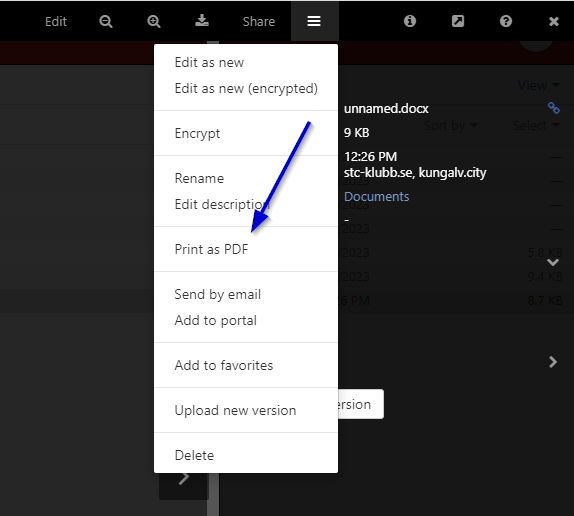 Edit
Share
View
Edit as new
Edit as new (encrypted)
unnamed.docx
9 KB
Sort by
Select
Encrypt
12:26 PM
stc-klubb.se, kungalv.city
Rename
Documents
Edit description
-
/2023
Print as PDF
/2023
5.8 KB
/2023
9.4 KB
Send by email
PM
8.7 KB
Add to portal
Add to favorites
Upload new version
ersion
Delete